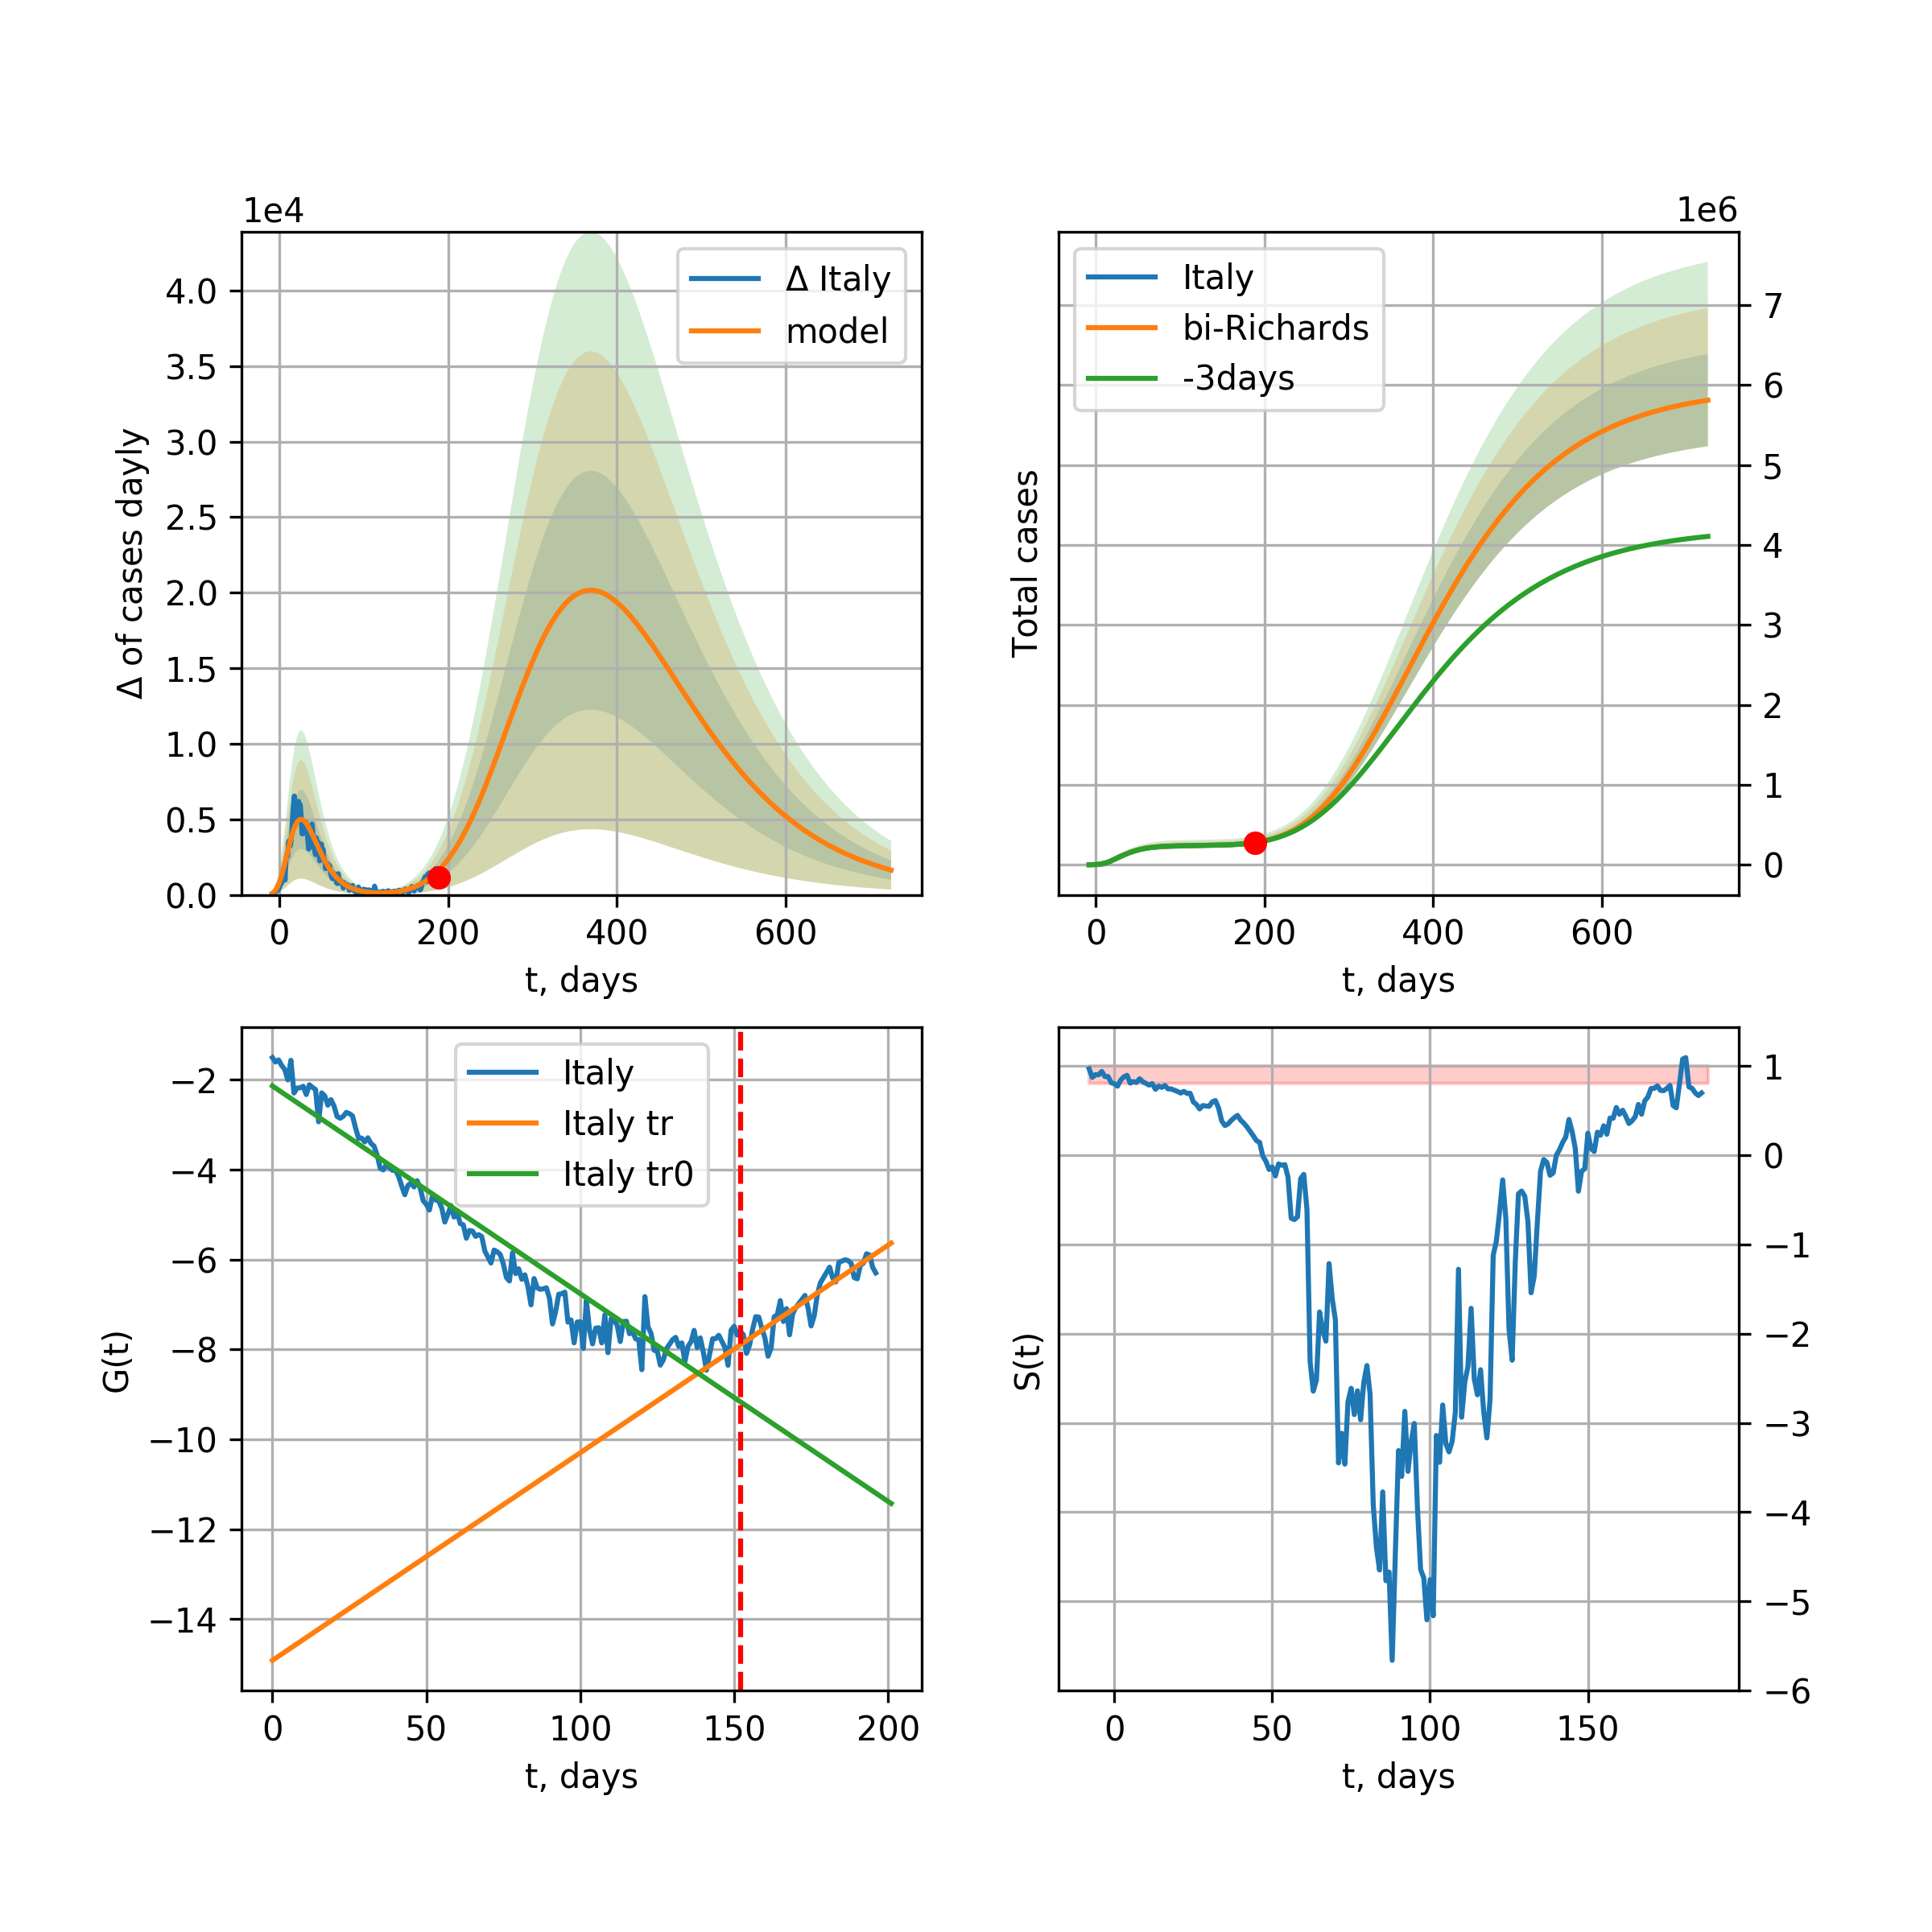 1e4
Δ Italy
model
4.0
3.5
3.0
2.5
2.0
1.5
1.0
0.5
0.0
Δ of cases dayly
0 200 400 600
t, days
1e6
Italy
bi-Richards
-3days
7
6
5
4
3
2
1
0
Total cases
0 200 400 600
t, days
Italy
Italy tr
Italy tr0
−2
−4
−6
−8
−10
−12
−14
G(t)
0 50 100 150 200
t, days
1
0
−1
−2
−3
−4
−5
−6
S(t)
0 50 100 150
t, days